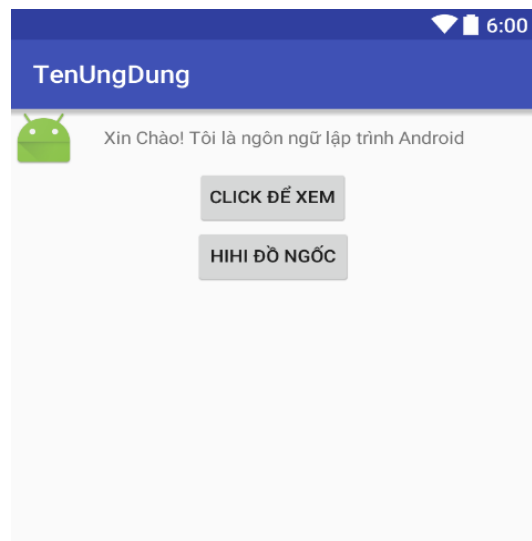 6:00
TenUngDung
Xin Chào! Tôi là ngôn ngữ lập trình Android
CLICK ĐỂ XEM
HIHI ĐỒ NGỐC